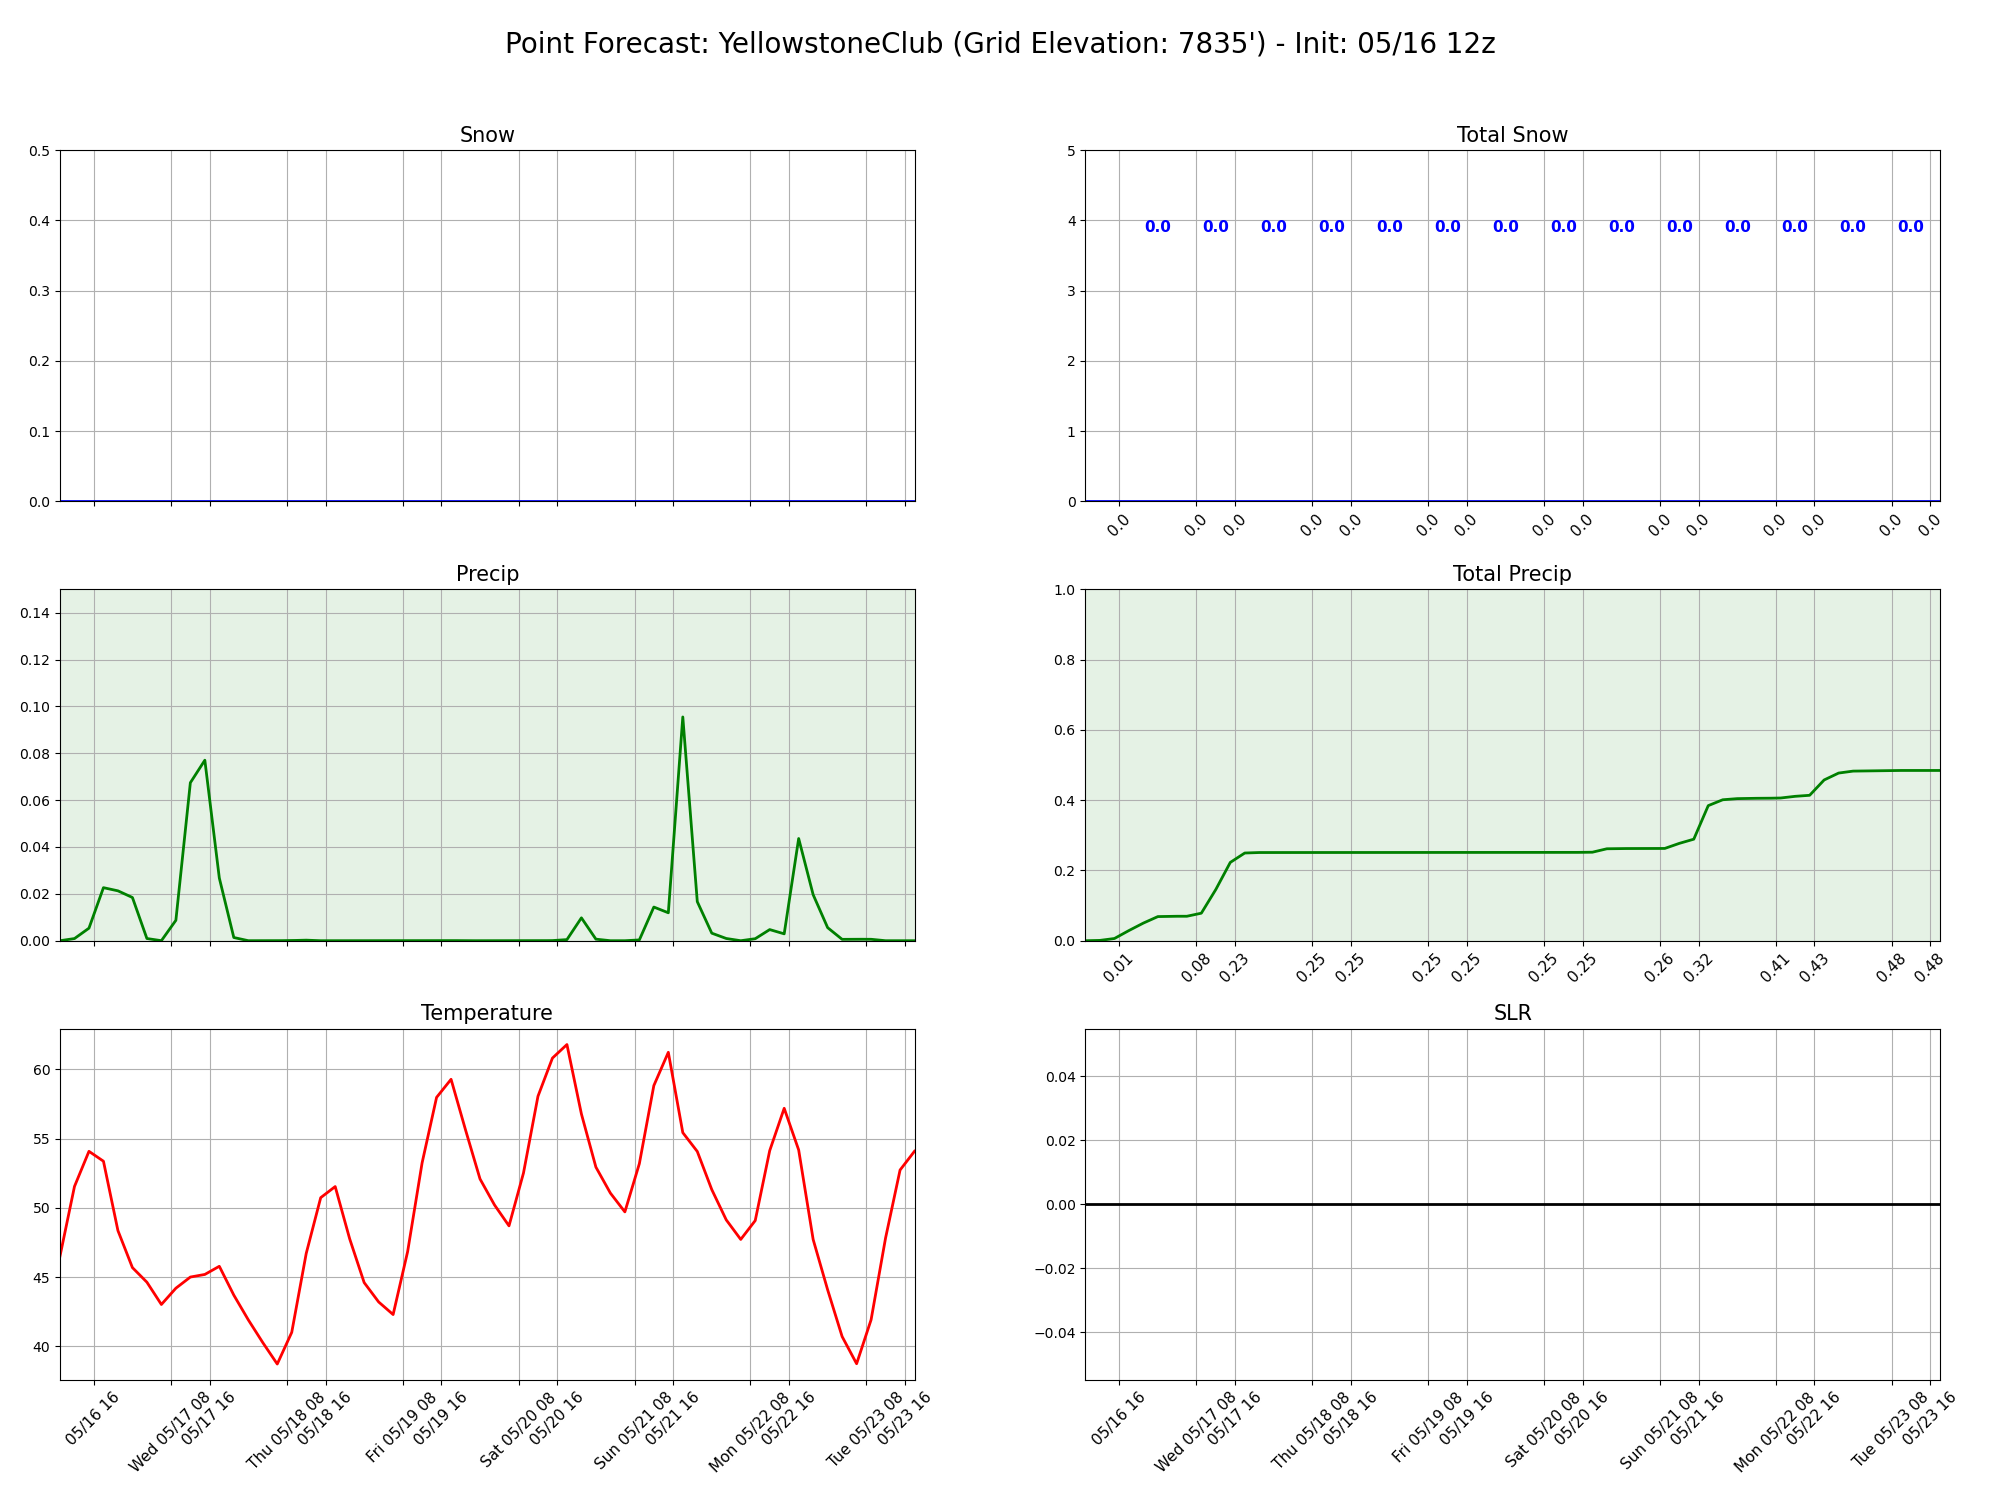 Point Forecast: YellowstoneClub (Grid Elevation: 7835') - Init: 05/16 12z
Snow
0.5
0.4
0.3
0.2
0.1
0.0
Total Snow
5
4
3
2
1
0
0.0 0.0 0.0 0.0 0.0 0.0 0.0 0.0 0.0 0.0 0.0 0.0 0.0 0.0
0.0 0.0 0.0 0.0 0.0 0.0 0.0 0.0 0.0 0.0 0.0 0.0 0.0 0.0 0.0
Precip
0.14
0.12
0.10
0.08
0.06
0.04
0.02
0.00
Total Precip
1.0
0.8
0.6
0.4
0.2
0.0
0.01 0.08 0.23 0.25 0.25 0.25 0.25 0.25 0.25 0.26 0.32 0.41 0.43 0.48 0.48
Temperature
60
55
50
45
40
05/16 16
Wed 05/17 08
05/17 16
Thu 05/18 08
05/18 16
Fri 05/19 08
05/19 16
Sat 05/20 08
05/20 16
Sun 05/21 08
05/21 16
Mon 05/22 08
05/22 16
Tue 05/23 08
05/23 16
SLR
0.04
0.02
0.00
−0.02
−0.04
05/16 16
Wed 05/17 08
05/17 16
Thu 05/18 08
05/18 16
Fri 05/19 08
05/19 16
Sat 05/20 08
05/20 16
Sun 05/21 08
05/21 16
Mon 05/22 08
05/22 16
Tue 05/23 08
05/23 16